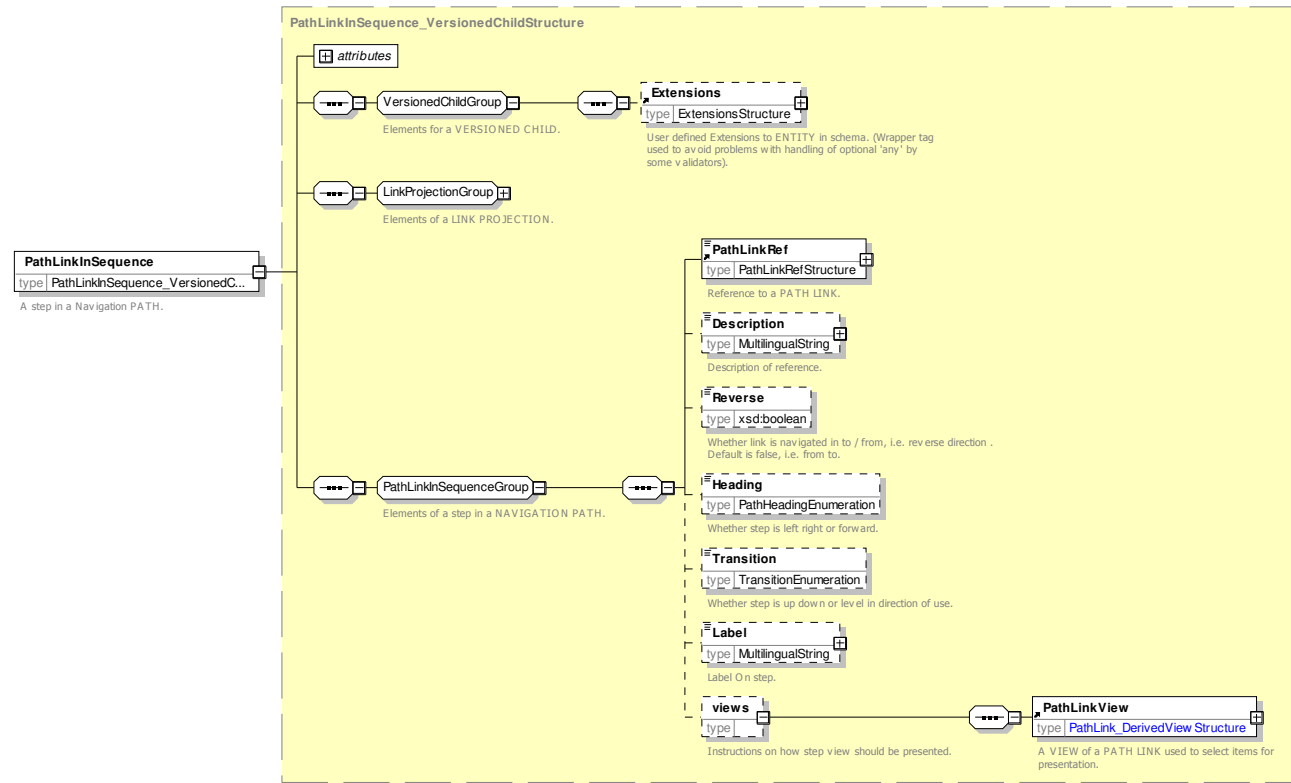 PathLinkInSequence_VersionedChildStructure
attributes
VersionedChildGroup
Elements for a VERSIONED CHILD.
Extensions
type ExtensionsStructure
User defined Extensions to ENTITY in schema. (Wrapper tag
used to avoid problems with handling of optional 'any' by
some validators).
LinkProjectionGroup
Elements of a LINK PROJECTION.
PathLinkInSequence
type PathLinkInSequence_VersionedC...
A step in a Navigation PATH.
PathLinkRef
type PathLinkRefStructure
Reference to a PATH LINK.
Description
type MultilingualString
Description of reference.
Reverse
type xsd:boolean
Whether link is navigated in to / from, i.e. reverse direction .
Default is false, i.e. from to.
PathLinkInSequenceGroup
Elements of a step in a NAVIGATION PATH.
Heading
type PathHeadingEnumeration
Whether step is left right or forward.
Transition
type TransitionEnumeration
Whether step is up down or level in direction of use.
Label
type MultilingualString
Label On step.
views
type
Instructions on how step view should be presented.
PathLinkView
type PathLink_DerivedView Structure
A VIEW of a PATH LINK used to select items for
presentation.